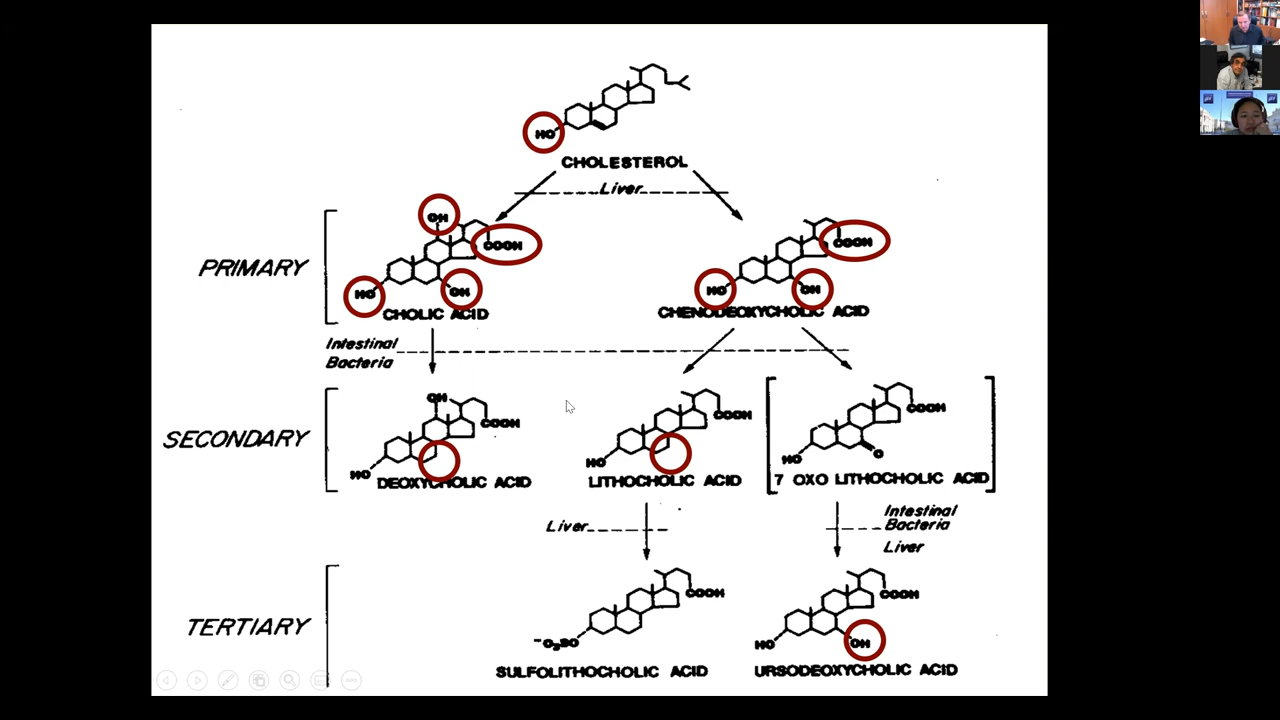 HO
CHOLESTEROL
Liver
PRIMARY
OH
COOH
HO
OH
CHOLIC ACID
COOH
HO
OH
CHENODEOXYCHOLIC ACID
Intestinal
Bacteria
SECONDARY
OH
COOH
HO
DEOXYCHOLIC ACID
COOH
HO
LITHOCHOLIC ACID
COOH
HO
O
7 OXO LITHOCHOLIC ACID
Liver
Intestinal
Bacteria
Liver
TERTIARY
COOH
⁻O₃SO
SULFOLITHOCHOLIC ACID
COOH
HO
OH
URSODEOXYCHOLIC ACID